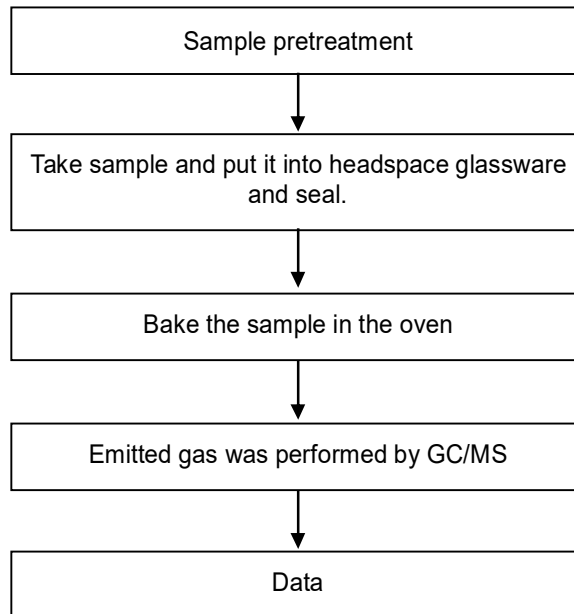 Sample pretreatment
Take sample and put it into headspace glassware
and seal.
Bake the sample in the oven
Emitted gas was performed by GC/MS
Data